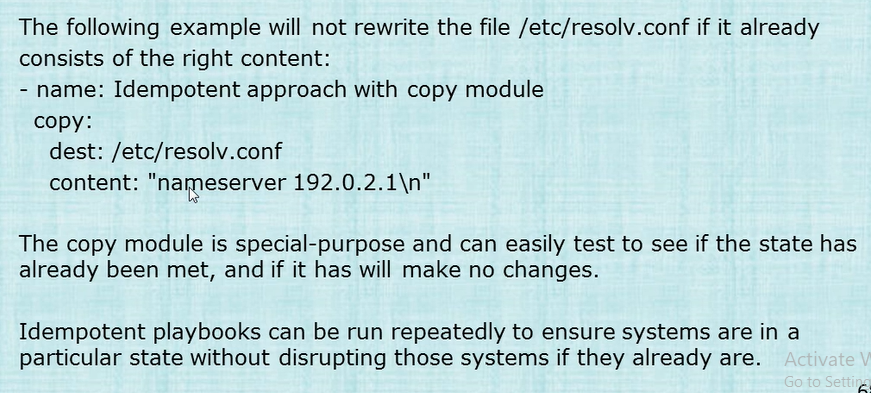 The following example will not rewrite the file /etc/resolv.conf if it already
consists of the right content:
- name: Idempotent approach with copy module
copy:
dest: /etc/resolv.conf
content: "nameserver 192.0.2.1\n"
The copy module is special-purpose and can easily test to see if the state has
already been met, and if it has will make no changes.
Idempotent playbooks can be run repeatedly to ensure systems are in a
particular state without disrupting those systems if they already are.
Activate
Go to